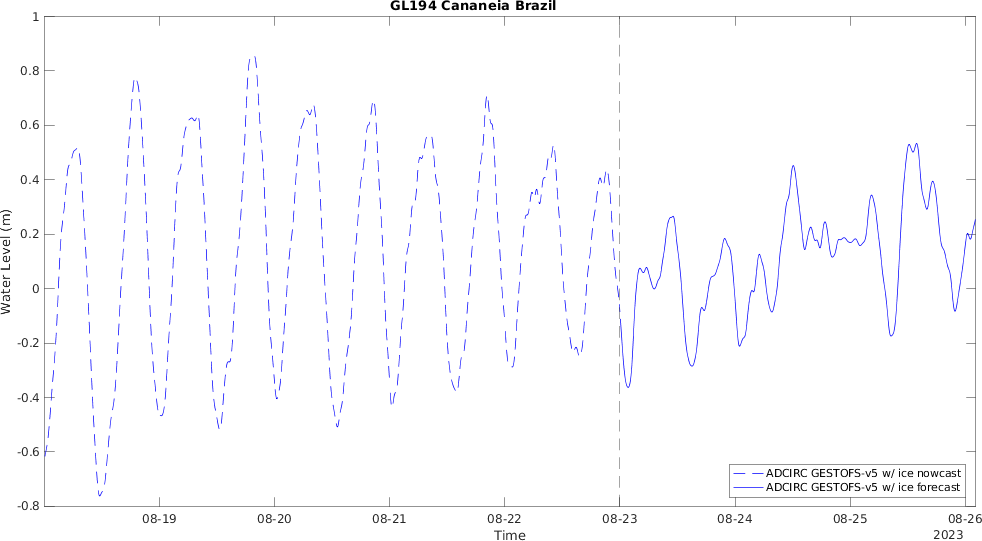 GL194 Cananeia Brazil
1
0.8
0.6
0.4
0.2
0
-0.2
-0.4
-0.6
-0.8
Water Level (m)
08-19 08-20 08-21 08-22 08-23 08-24 08-25 08-26
Time
2023
ADCIRC GESTOFS-v5 w/ ice nowcast
ADCIRC GESTOFS-v5 w/ ice forecast